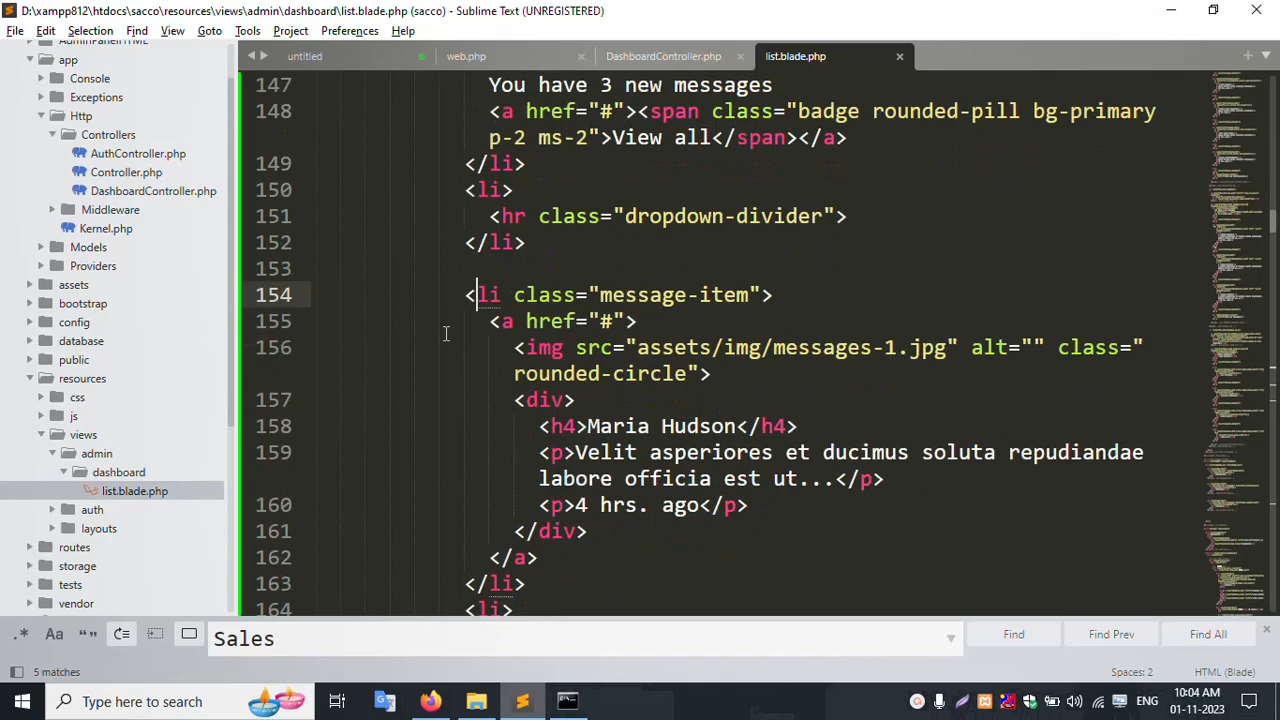 D:\xampp812\htdocs\sacco\resources\views\admin\dashboard\list.blade.php (sacco) - Sublime Text (UNREGISTERED)
File Edit Selection Find View Goto Tools Project Preferences Help
untitled web.php DashboardController.php list.blade.php
AdminPanelHTML
app
Console
Exceptions
Http
Controllers
AuthController.php
Controller.php
DashboardController.php
Middleware
Kernel.php
Models
Providers
assets
bootstrap
config
database
public
resources
css
js
views
admin
dashboard
list.blade.php
auth
layouts
routes
storage
tests
vendor
147 You have 3 new messages
148 <a href="#"><span class="badge rounded-pill bg-primary
p-2 ms-2">View all</span></a>
149 </li>
150 <li>
151 <hr class="dropdown-divider">
152 </li>
153
154 <li class="message-item">
155 <a href="#">
156 <img src="assets/img/messages-1.jpg" alt="" class="
rounded-circle">
157 <div>
158 <h4>Maria Hudson</h4>
159 <p>Velit asperiores et ducimus soluta repudiandae
labore officia est ut...</p>
160 <p>4 hrs. ago</p>
161 </div>
162 </a>
163 </li>
164 <li>
.* Aa “” Sales Find Find Prev Find All
5 matches Spaces: 2 HTML (Blade)
Type here to search ENG 10:04 AM
01-11-2023